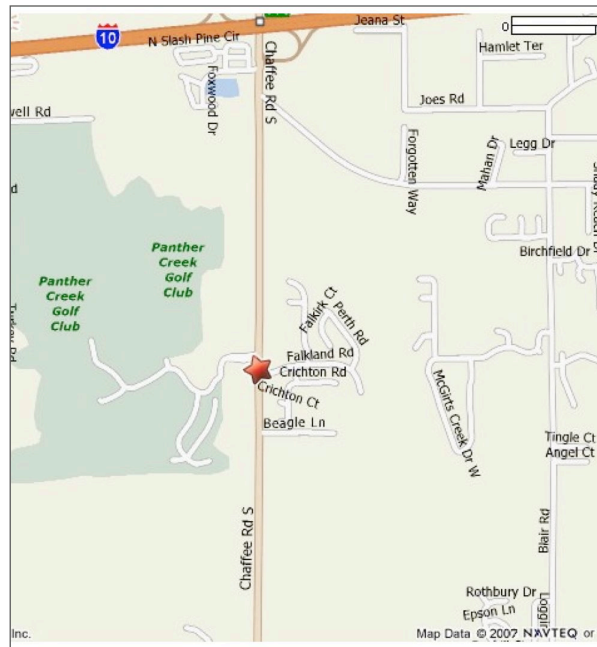 Jeana St
0
10
N Slash Pine Cir
Hamlet Ter
Chaffee Rd S
Foxwood Dr
Joes Rd
well Rd
Forgotten Way
Legg Dr
Mahan Dr
d
Birchfield Dr
Panther
Creek
Golf
Club
Panther
Creek
Golf
Club
Falkirk Ct
Perth Rd
Falkland Rd
Crichton Rd
Crichton Ct
McGirts Creek Dr W
Beagle Ln
Tingle Ct
Angel Ct
Chaffee Rd S
Blair Rd
Rothbury Dr
Epson Ln
Inc.
Map Data © 2007 NAVTEQ or